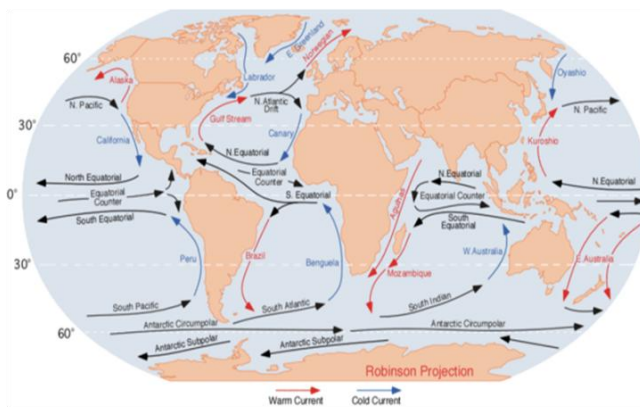 60°
30°
0°
30°
60°
Alaska
N. Pacific
California
Labrador
E. Greenland
Norwegian
N. Atlantic
Drift
Gulf Stream
Canary
N. Equatorial
Equatorial
Counter
S. Equatorial
North Equatorial
Equatorial
Counter
South Equatorial
Peru
Brazil
Benguela
South Pacific
South Atlantic
Antarctic Circumpolar
Antarctic Subpolar
Antarctic Subpolar
Agulhas
Mozambique
N. Equatorial
Equatorial Counter
South
Equatorial
W. Australia
South Indian
Antarctic Circumpolar
Oyashio
N. Pacific
Kuroshio
N. Equatorial
E. Australia
Robinson Projection
Warm Current
Cold Current